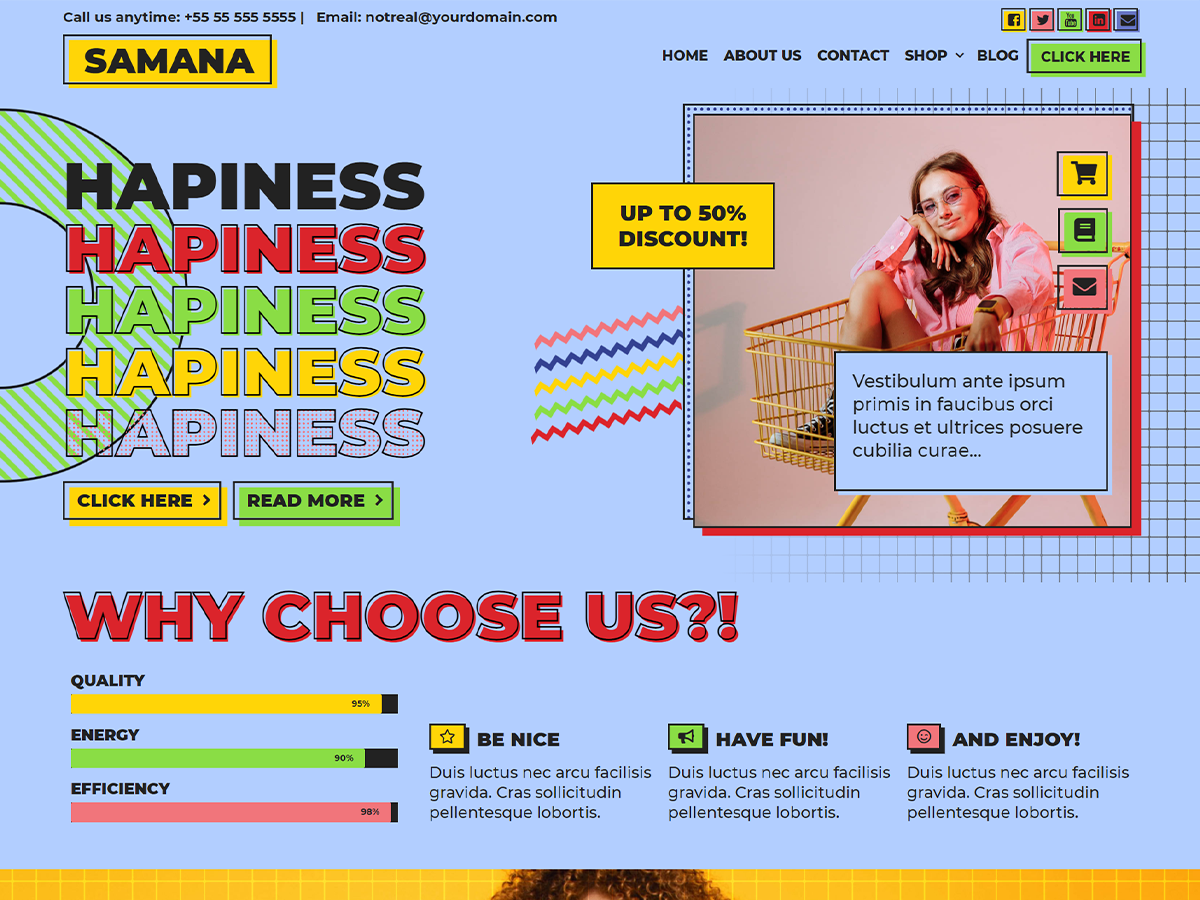 Call us anytime: +55 55 555 5555 | Email: notreal@yourdomain.com
You Tube
SAMANA
HOME ABOUT US CONTACT SHOP BLOG CLICK HERE
HAPINESS
HAPINESS
HAPINESS
HAPINESS
HAPINESS
CLICK HERE
READ MORE
UP TO 50%
DISCOUNT!
Vestibulum ante ipsum
primis in faucibus orci
luctus et ultrices posuere
cubilia curae...
WHY CHOOSE US?!
QUALITY
95%
ENERGY
90%
EFFICIENCY
98%
BE NICE
Duis luctus nec arcu facilisis
gravida. Cras sollicitudin
pellentesque lobortis.
HAVE FUN!
Duis luctus nec arcu facilisis
gravida. Cras sollicitudin
pellentesque lobortis.
AND ENJOY!
Duis luctus nec arcu facilisis
gravida. Cras sollicitudin
pellentesque lobortis.